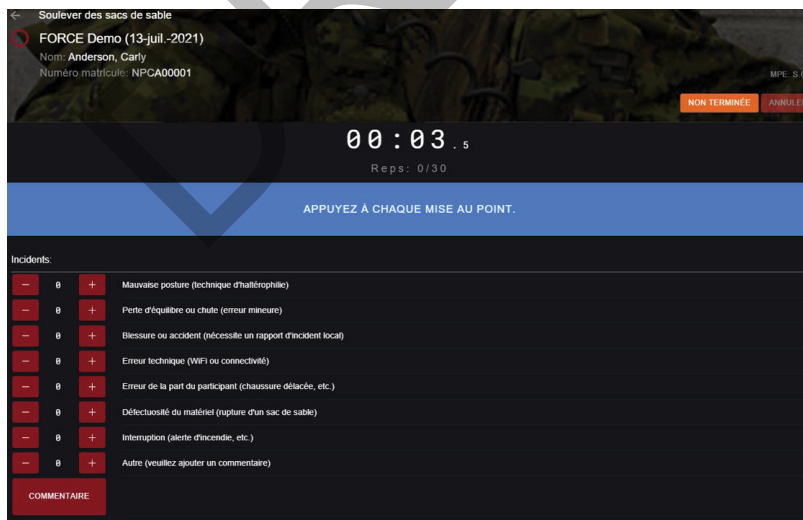 ← Soulever des sacs de sable
FORCE Demo (13-juil.-2021)
Nom: Anderson, Carly
Numéro matricule: NPCA00001
MPE S.
NON TERMINÉE
00:03.5
Reps: 0/30
APPUYEZ À CHAQUE MISE AU POINT.
Incidents:
− 0 + Mauvaise posture (technique d'haltérophilie)
− 0 + Perte d'équilibre ou chute (erreur mineure)
− 0 + Blessure ou accident (nécessite un rapport d'incident local)
− 0 + Erreur technique (WiFi ou connectivité)
− 0 + Erreur de la part du participant (chaussure délacée, etc.)
− 0 + Défectuosité du matériel (rupture d'un sac de sable)
− 0 + Interruption (alerte d'incendie, etc.)
− 0 + Autre (veuillez ajouter un commentaire)
COMMENTAIRE